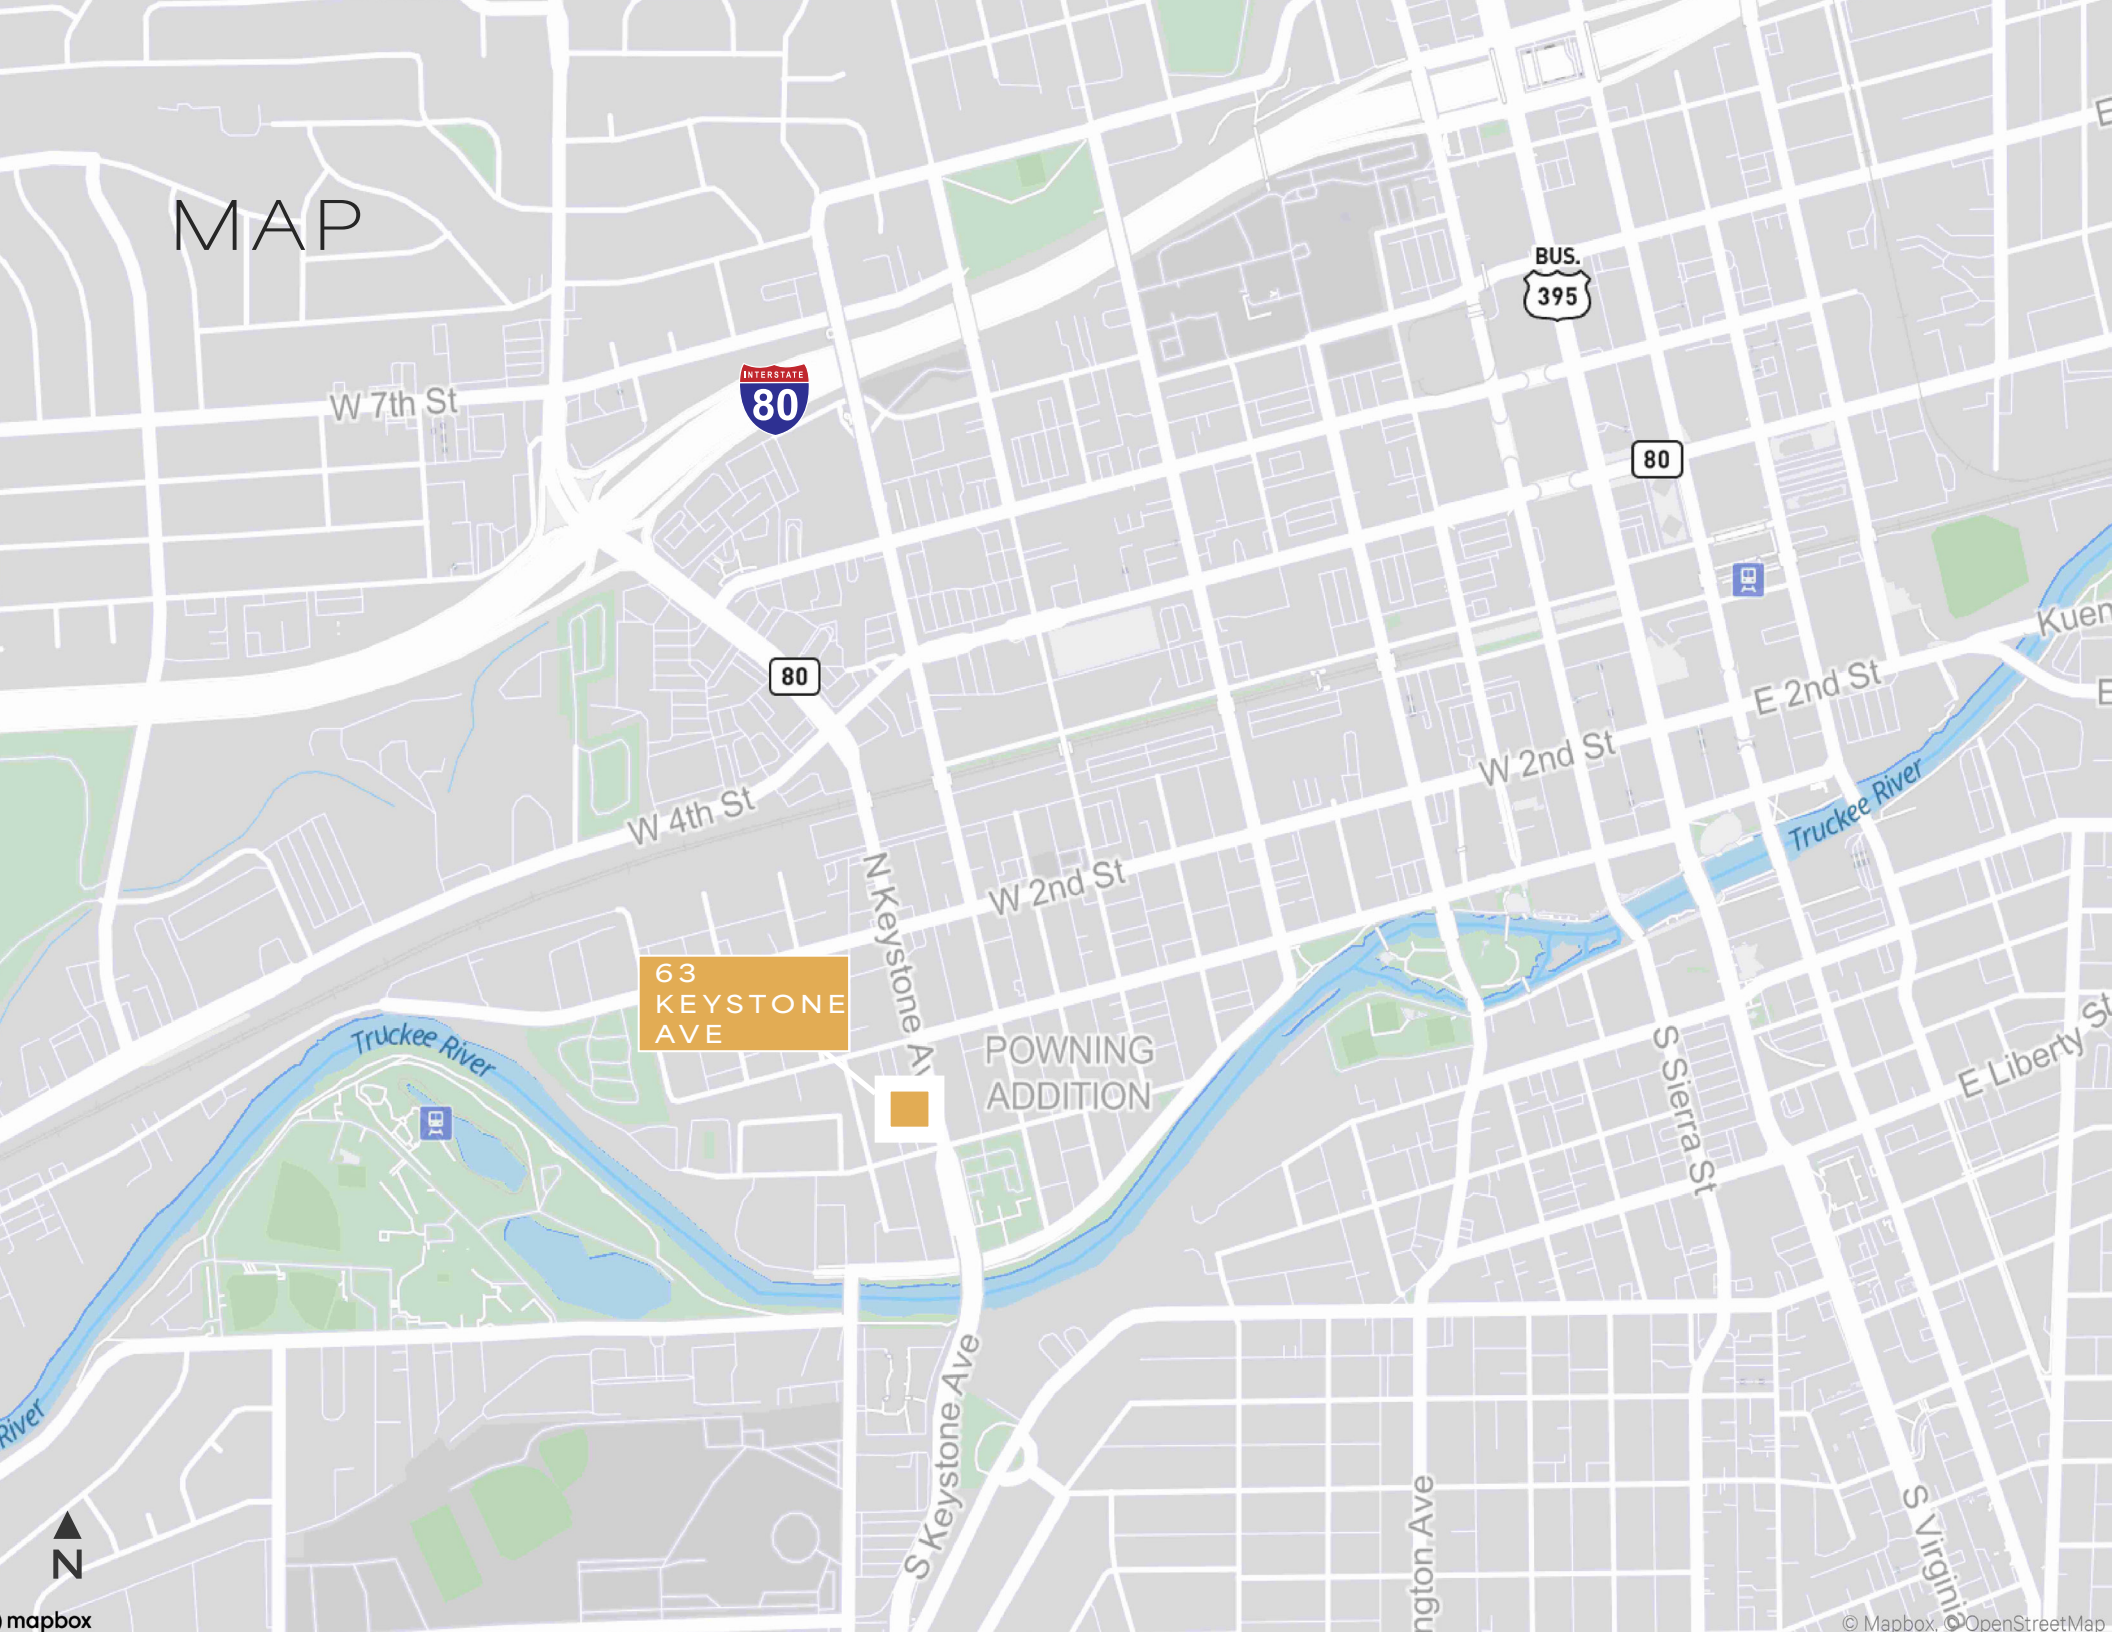 MAP
BUS.
395
W 7th St
INTERSTATE
80
80
80
Kuen
E 2nd St
W 2nd St
W 4th St
Truckee River
N Keystone Av
W 2nd St
63
KEYSTONE
AVE
Truckee River
POWNING
ADDITION
S Sierra St
E Liberty St
River
S Keystone Ave
ngton Ave
S Virginia
N
mapbox
© Mapbox, © OpenStreetMap